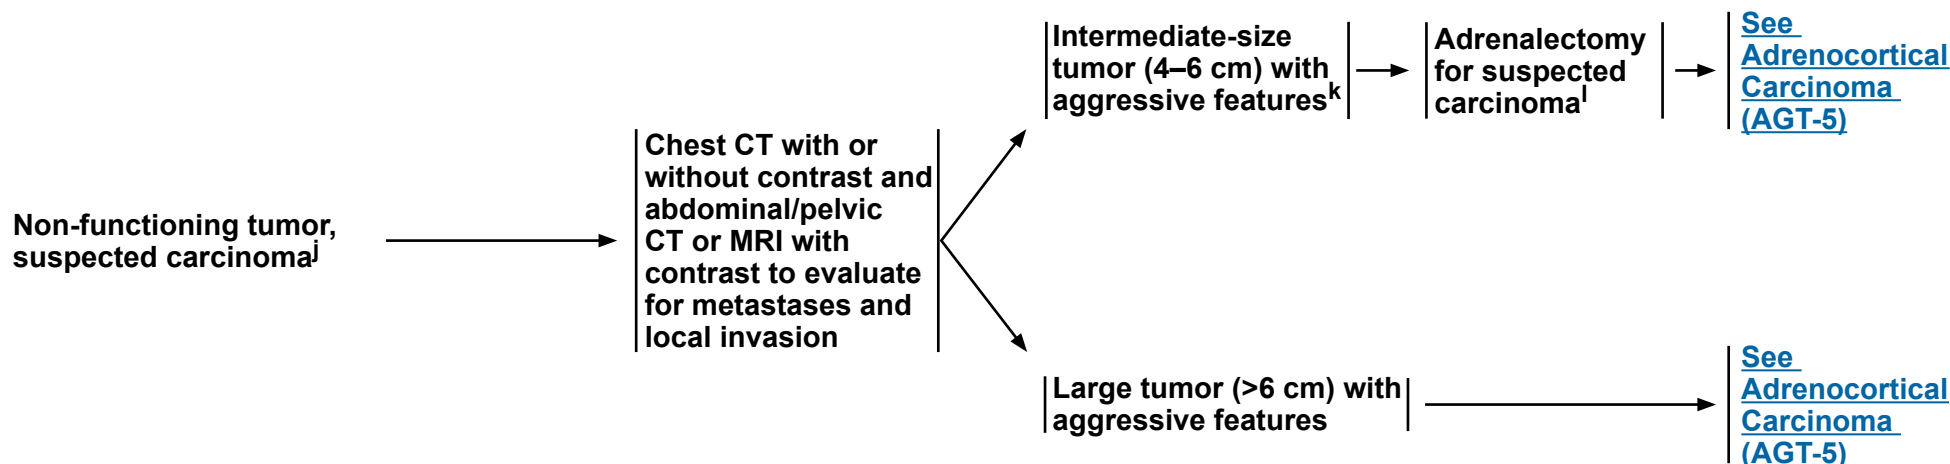 Non-functioning tumor,
suspected carcinomaj
Chest CT with or
without contrast and
abdominal/pelvic
CT or MRI with
contrast to evaluate
for metastases and
local invasion
Intermediate-size
tumor (4–6 cm) with
aggressive featuresk
Adrenalectomy
for suspected
carcinomal
See
Adrenocortical
Carcinoma
(AGT-5)
Large tumor (>6 cm) with
aggressive features
See
Adrenocortical
Carcinoma
(AGT-5)